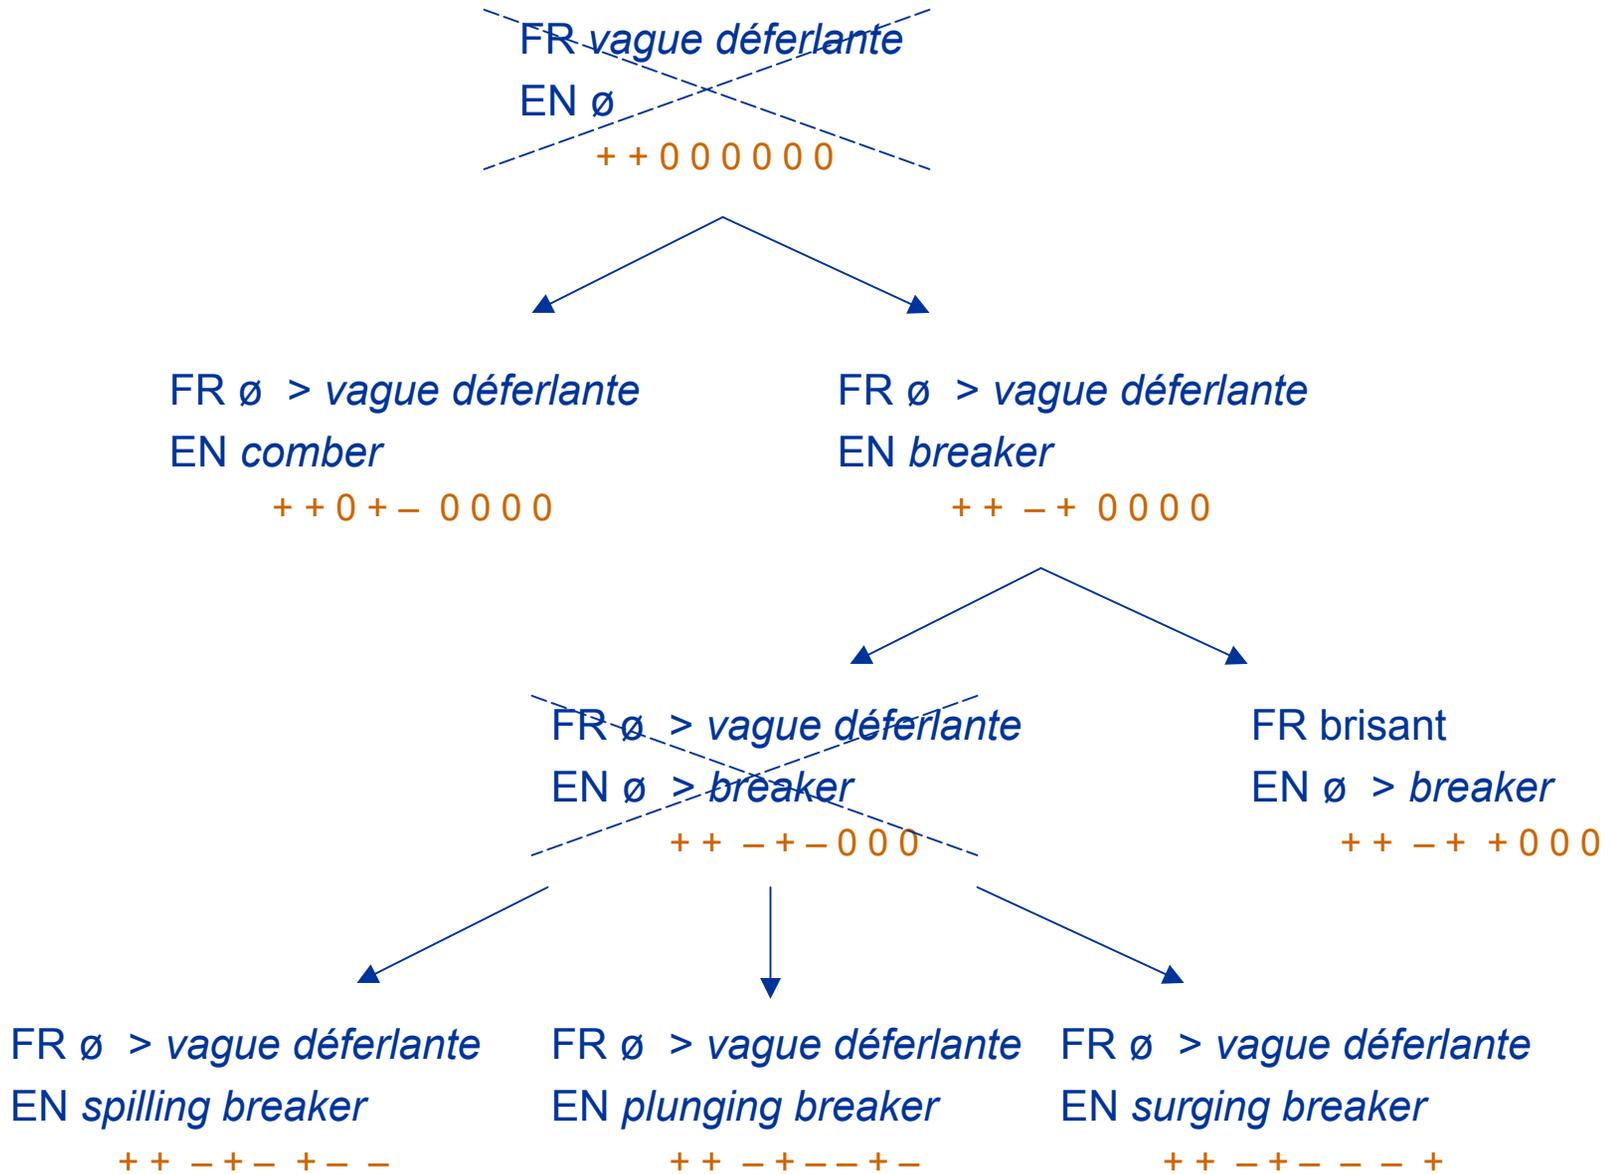 FR vague déferlante
EN ø
+ + 0 0 0 0 0 0
FR ø > vague déferlante
EN comber
+ + 0 + – 0 0 0 0
FR ø > vague déferlante
EN breaker
+ + – + 0 0 0 0
FR ø > vague déferlante
EN ø > breaker
+ + – + – 0 0 0
FR brisant
EN ø > breaker
+ + – + + 0 0 0
FR ø > vague déferlante
EN spilling breaker
+ + – + – + – –
FR ø > vague déferlante
EN plunging breaker
+ + – + – – + –
FR ø > vague déferlante
EN surging breaker
+ + – + – – – +